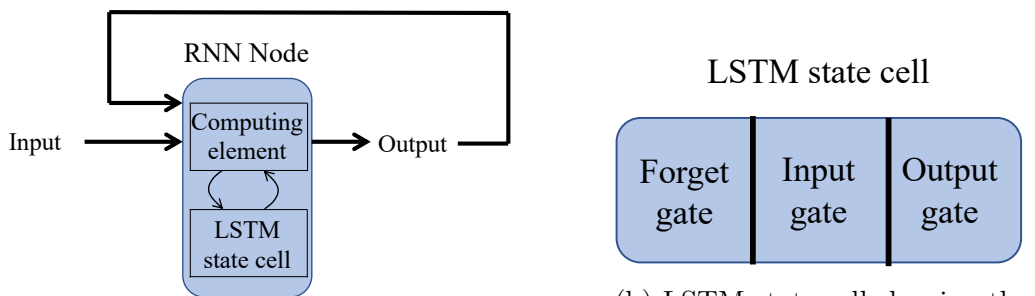 RNN Node
Input
Computing
element
Output
LSTM
state cell
LSTM state cell
Forget
gate
Input
gate
Output
gate